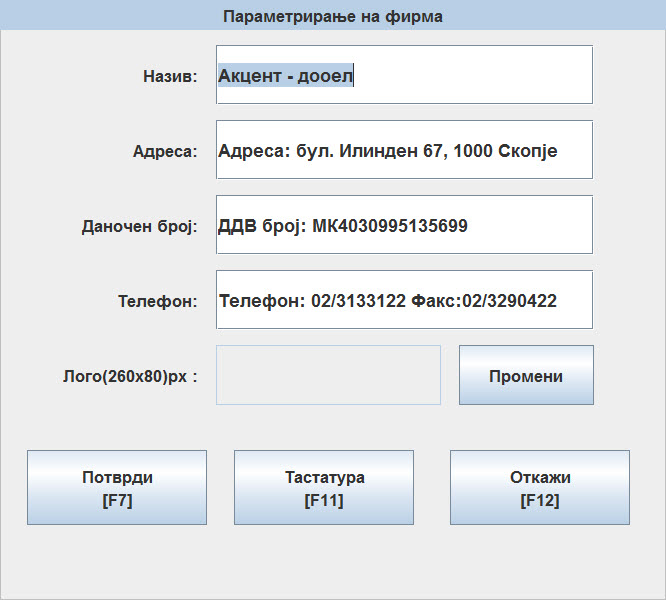 Параметрирање на фирма
Назив: Акцент - дооел
Адреса: Адреса: бул. Илинден 67, 1000 Скопје
Даночен број: ДДВ број: МК4030995135699
Телефон: Телефон: 02/3133122 Факс:02/3290422
Лого(260x80)px : Промени
Потврди Тастатура Откажи
[F7] [F11] [F12]